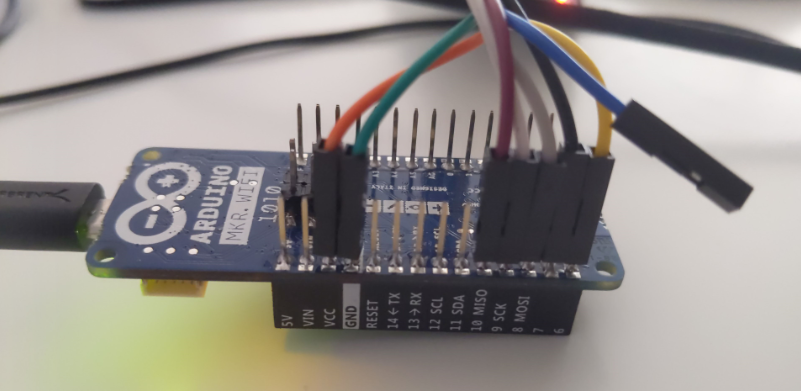 ARDUINO
MKR WIFI
1010
5V
VIN
VCC
GND
RESET
14←TX
13→RX
12 SCL
11 SDA
10 MISO
9 SCK
8 MOSI
7
6